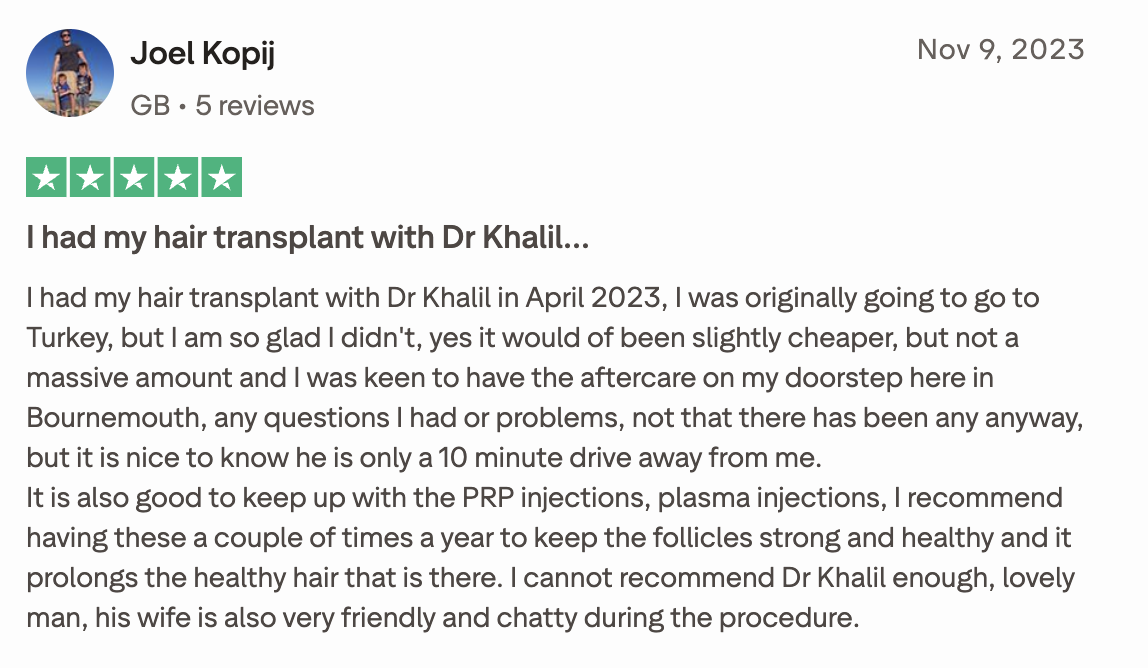 Joel Kopij
Nov 9, 2023
GB • 5 reviews
I had my hair transplant with Dr Khalil...
I had my hair transplant with Dr Khalil in April 2023, I was originally going to go to
Turkey, but I am so glad I didn't, yes it would of been slightly cheaper, but not a
massive amount and I was keen to have the aftercare on my doorstep here in
Bournemouth, any questions I had or problems, not that there has been any anyway,
but it is nice to know he is only a 10 minute drive away from me.
It is also good to keep up with the PRP injections, plasma injections, I recommend
having these a couple of times a year to keep the follicles strong and healthy and it
prolongs the healthy hair that is there. I cannot recommend Dr Khalil enough, lovely
man, his wife is also very friendly and chatty during the procedure.